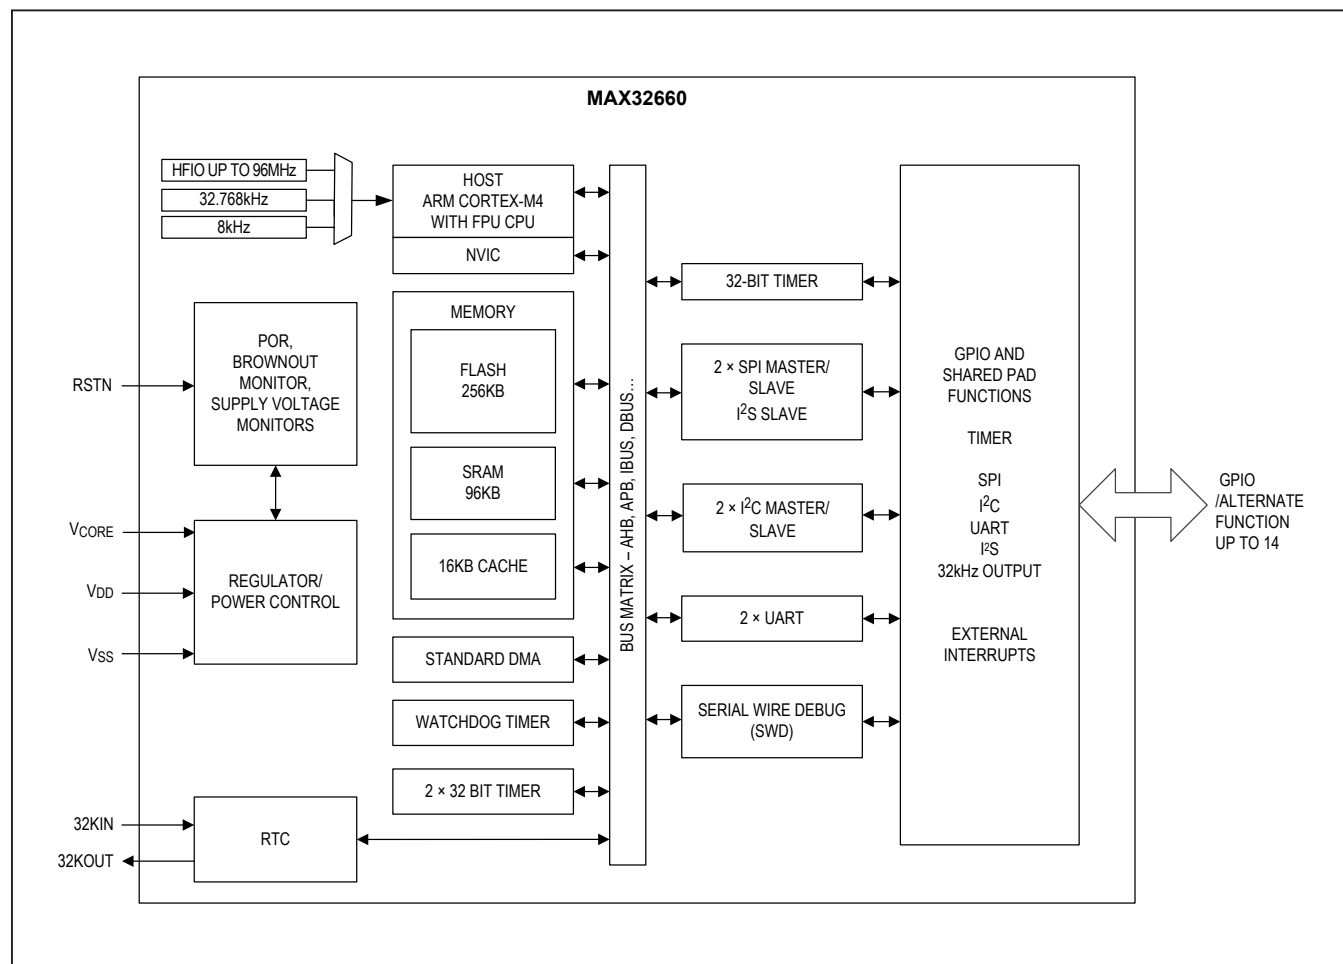 MAX32660
HFIO UP TO 96MHz
32.768kHz
8kHz
HOST
ARM CORTEX-M4
WITH FPU CPU
NVIC
MEMORY
FLASH
256KB
SRAM
96KB
16KB CACHE
STANDARD DMA
WATCHDOG TIMER
2 × 32 BIT TIMER
RSTN
POR,
BROWNOUT
MONITOR,
SUPPLY VOLTAGE
MONITORS
VCORE
VDD
VSS
REGULATOR/
POWER CONTROL
32KIN
32KOUT
RTC
BUS MATRIX – AHB, APB, IBUS, DBUS...
32-BIT TIMER
2 × SPI MASTER/
SLAVE
I²S SLAVE
2 × I²C MASTER/
SLAVE
2 × UART
SERIAL WIRE DEBUG
(SWD)
GPIO AND
SHARED PAD
FUNCTIONS
TIMER
SPI
I²C
UART
I²S
32kHz OUTPUT
EXTERNAL
INTERRUPTS
GPIO
/ALTERNATE
FUNCTION
UP TO 14